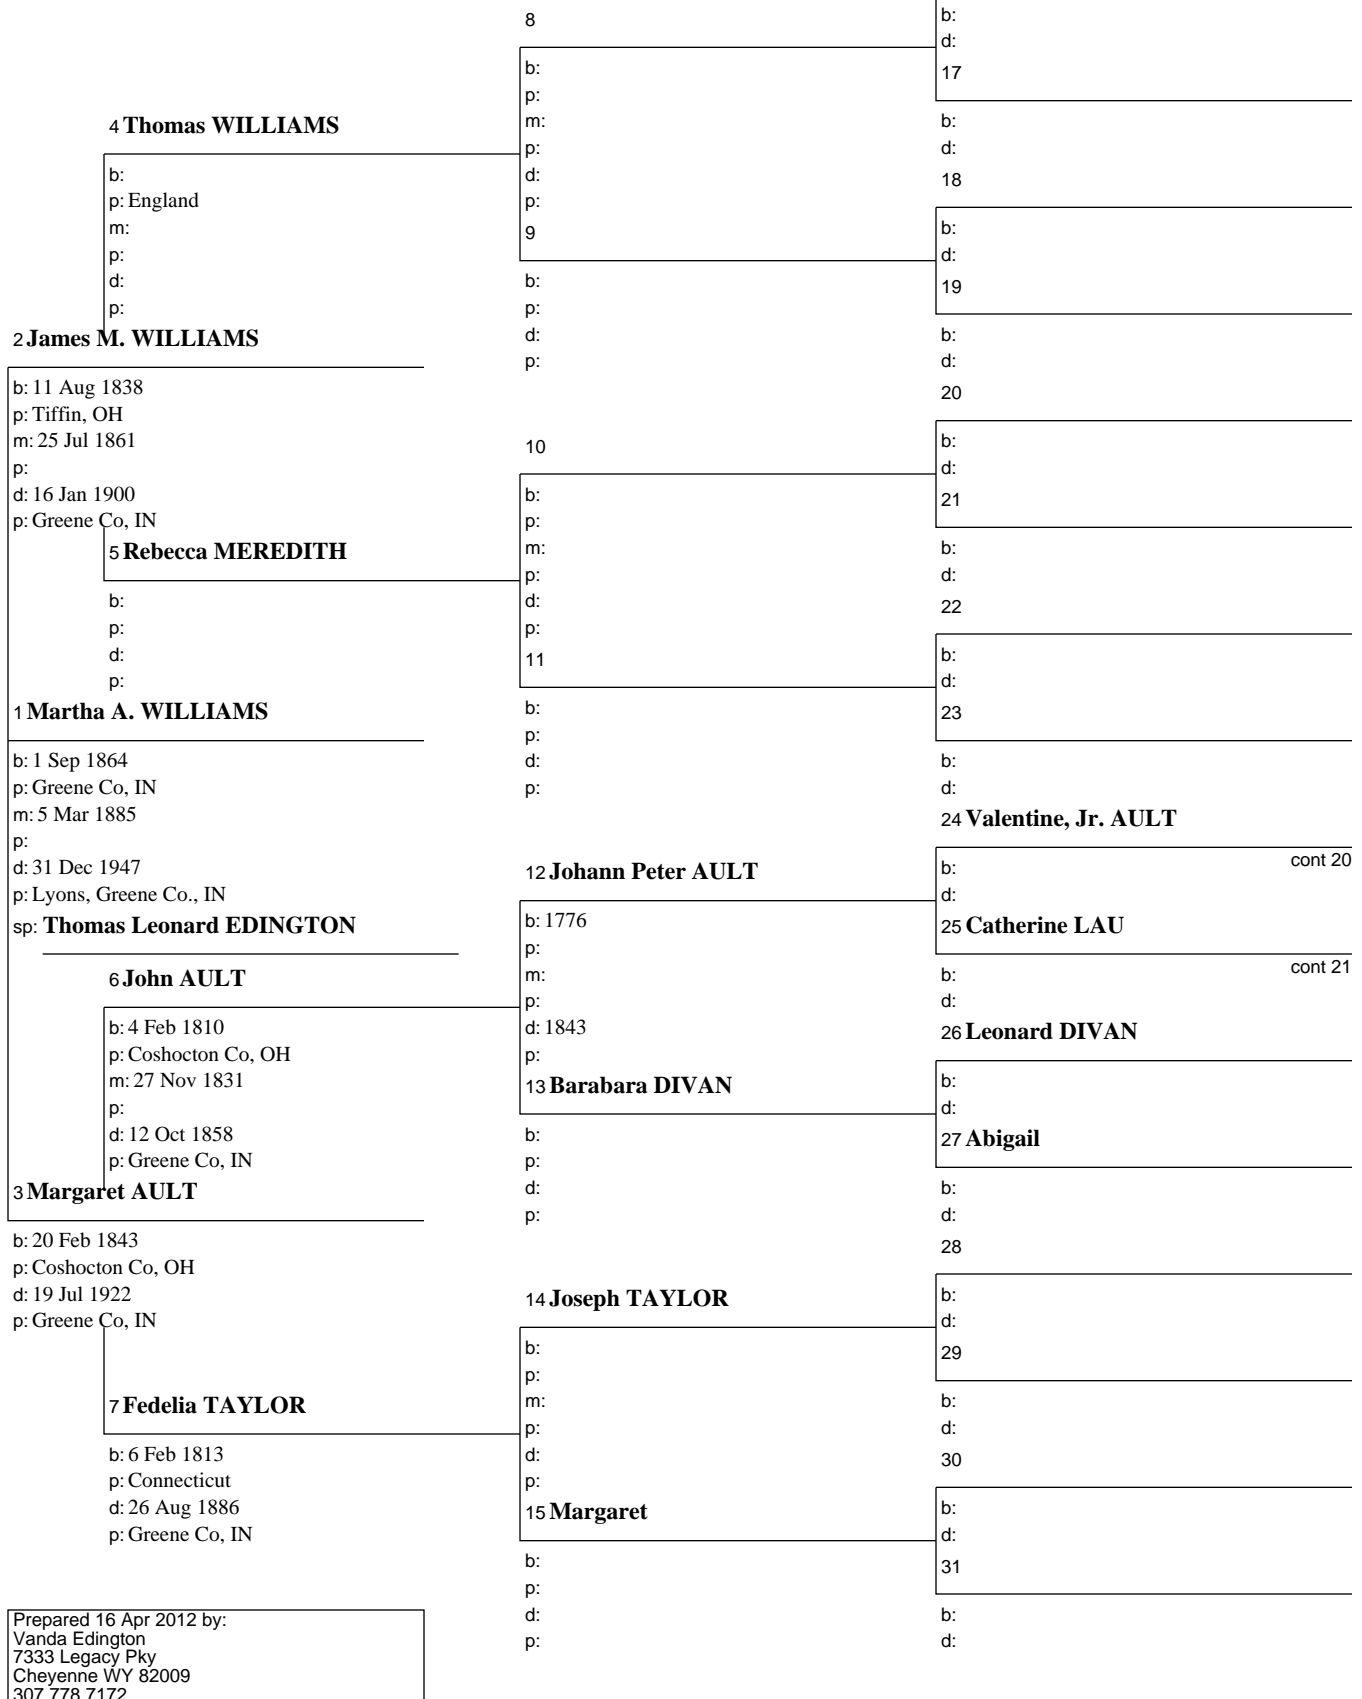 8
b:
p:
m:
p:
d:
p:
9
b:
p:
d:
p:
b:
d:
17
b:
d:
18
b:
d:
19
b:
d:
20
b:
d:
21
b:
d:
22
b:
d:
23
b:
d:
4 Thomas WILLIAMS
b:
p: England
m:
p:
d:
p:
2 James M. WILLIAMS
b: 11 Aug 1838
p: Tiffin, OH
m: 25 Jul 1861
p:
d: 16 Jan 1900
p: Greene Co, IN
10
b:
p:
m:
p:
d:
p:
11
b:
p:
d:
p:
5 Rebecca MEREDITH
b:
p:
d:
p:
1 Martha A. WILLIAMS
b: 1 Sep 1864
p: Greene Co, IN
m: 5 Mar 1885
p:
d: 31 Dec 1947
p: Lyons, Greene Co., IN
sp: Thomas Leonard EDINGTON
6 John AULT
b: 4 Feb 1810
p: Coshocton Co, OH
m: 27 Nov 1831
p:
d: 12 Oct 1858
p: Greene Co, IN
3 Margaret AULT
b: 20 Feb 1843
p: Coshocton Co, OH
d: 19 Jul 1922
p: Greene Co, IN
7 Fedelia TAYLOR
b: 6 Feb 1813
p: Connecticut
d: 26 Aug 1886
p: Greene Co, IN
12 Johann Peter AULT
b: 1776
p:
m:
p:
d: 1843
p:
13 Barabara DIVAN
b:
p:
d:
p:
14 Joseph TAYLOR
b:
p:
m:
p:
d:
p:
15 Margaret
b:
p:
d:
p:
24 Valentine, Jr. AULT
cont 20
b:
d:
25 Catherine LAU
cont 21
b:
d:
26 Leonard DIVAN
b:
d:
27 Abigail
b:
d:
28
b:
d:
29
b:
d:
30
b:
d:
31
b:
d:
Prepared 16 Apr 2012 by:
Vanda Edington
7333 Legacy Pky
Cheyenne WY 82009
307 778 7172